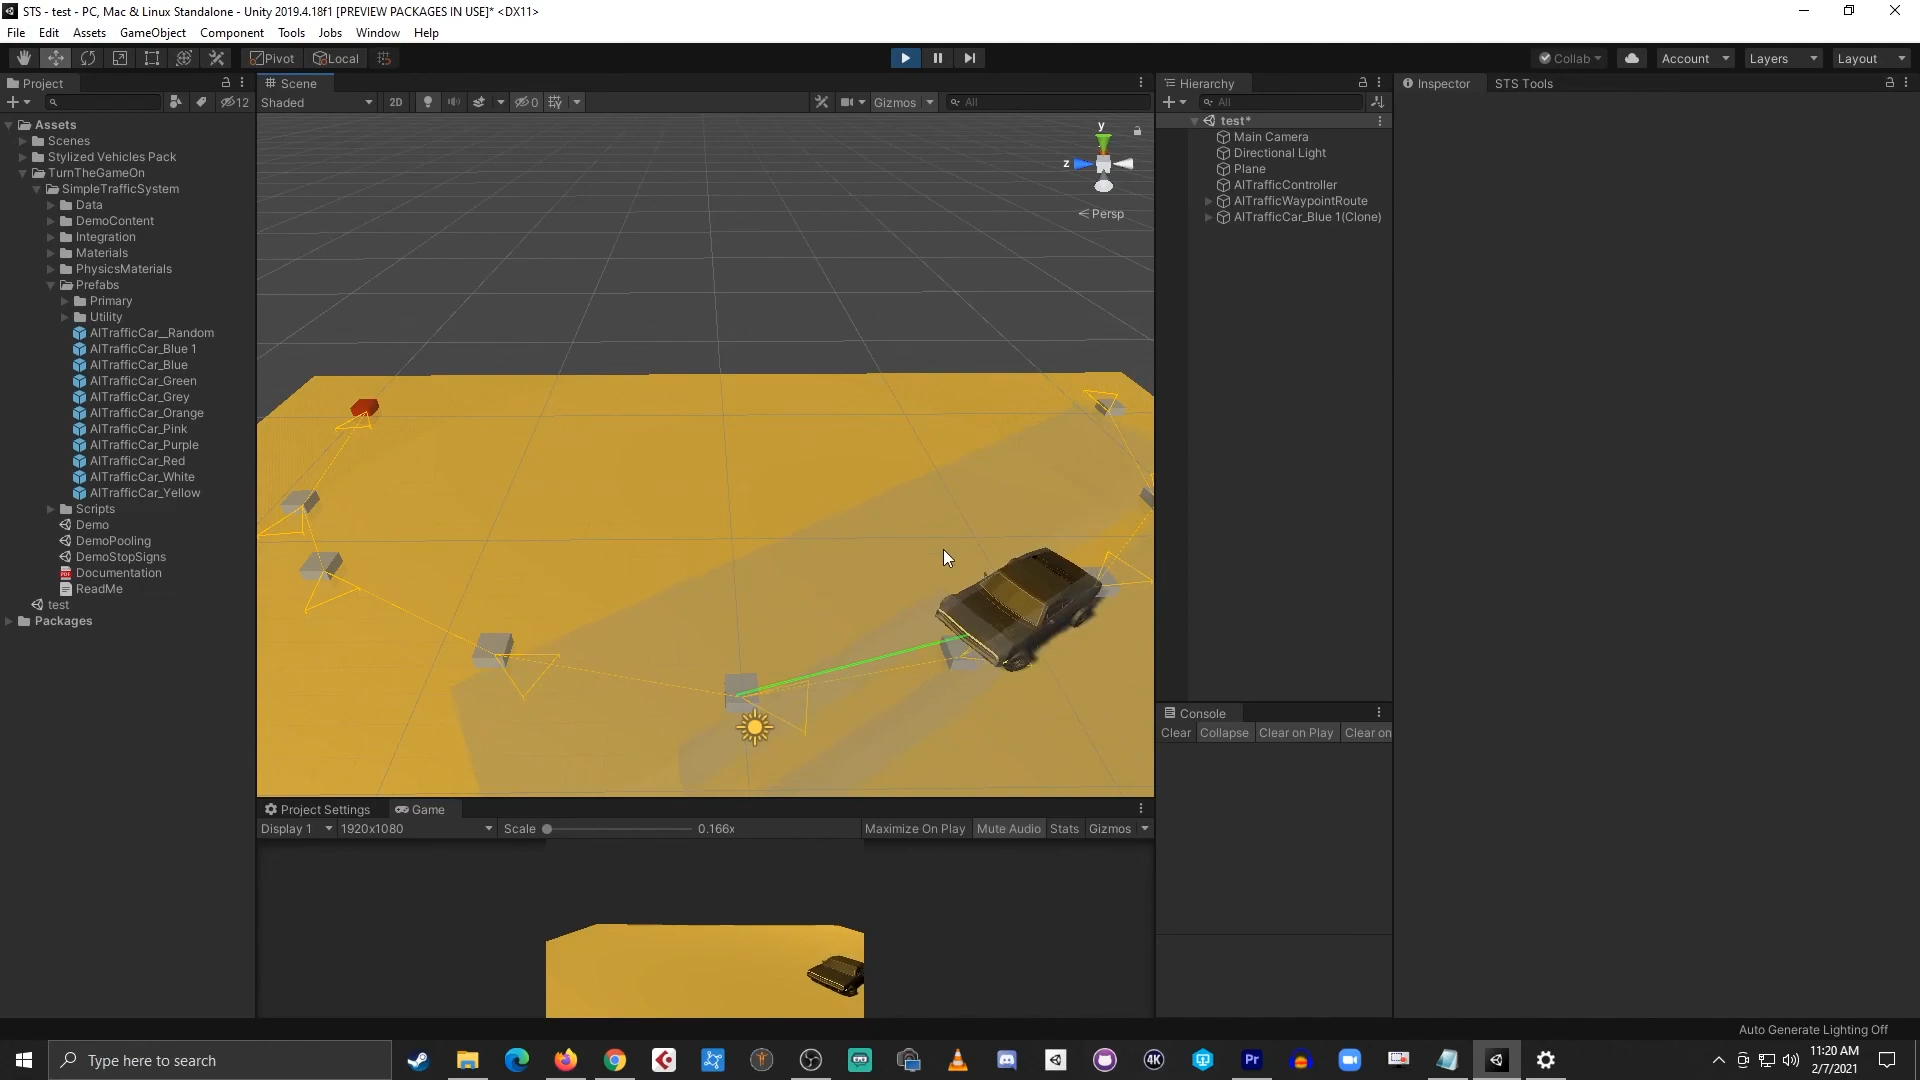 STS - test - PC, Mac & Linux Standalone - Unity 2019.4.18f1 [PREVIEW PACKAGES IN USE]* <DX11>
File Edit Assets GameObject Component Tools Jobs Window Help
Pivot Local Collab Account Layers Layout
Project
12
Assets
Scenes
Stylized Vehicles Pack
TurnTheGameOn
SimpleTrafficSystem
Data
DemoContent
Integration
Materials
PhysicsMaterials
Prefabs
Primary
Utility
AITrafficCar__Random
AITrafficCar_Blue 1
AITrafficCar_Blue
AITrafficCar_Green
AITrafficCar_Grey
AITrafficCar_Orange
AITrafficCar_Pink
AITrafficCar_Purple
AITrafficCar_Red
AITrafficCar_White
AITrafficCar_Yellow
Scripts
Demo
DemoPooling
DemoStopSigns
Documentation
ReadMe
test
Packages
Scene
Shaded 2D 0 Gizmos All
y
z
Persp
Project Settings Game
Display 1 1920x1080 Scale 0.166x Maximize On Play Mute Audio Stats Gizmos
Hierarchy
All
test*
Main Camera
Directional Light
Plane
AITrafficController
AITrafficWaypointRoute
AITrafficCar_Blue 1(Clone)
Console
Clear Collapse Clear on Play Clear on
Inspector STS Tools
Auto Generate Lighting Off
Type here to search
4K
Pr
11:20 AM
2/7/2021